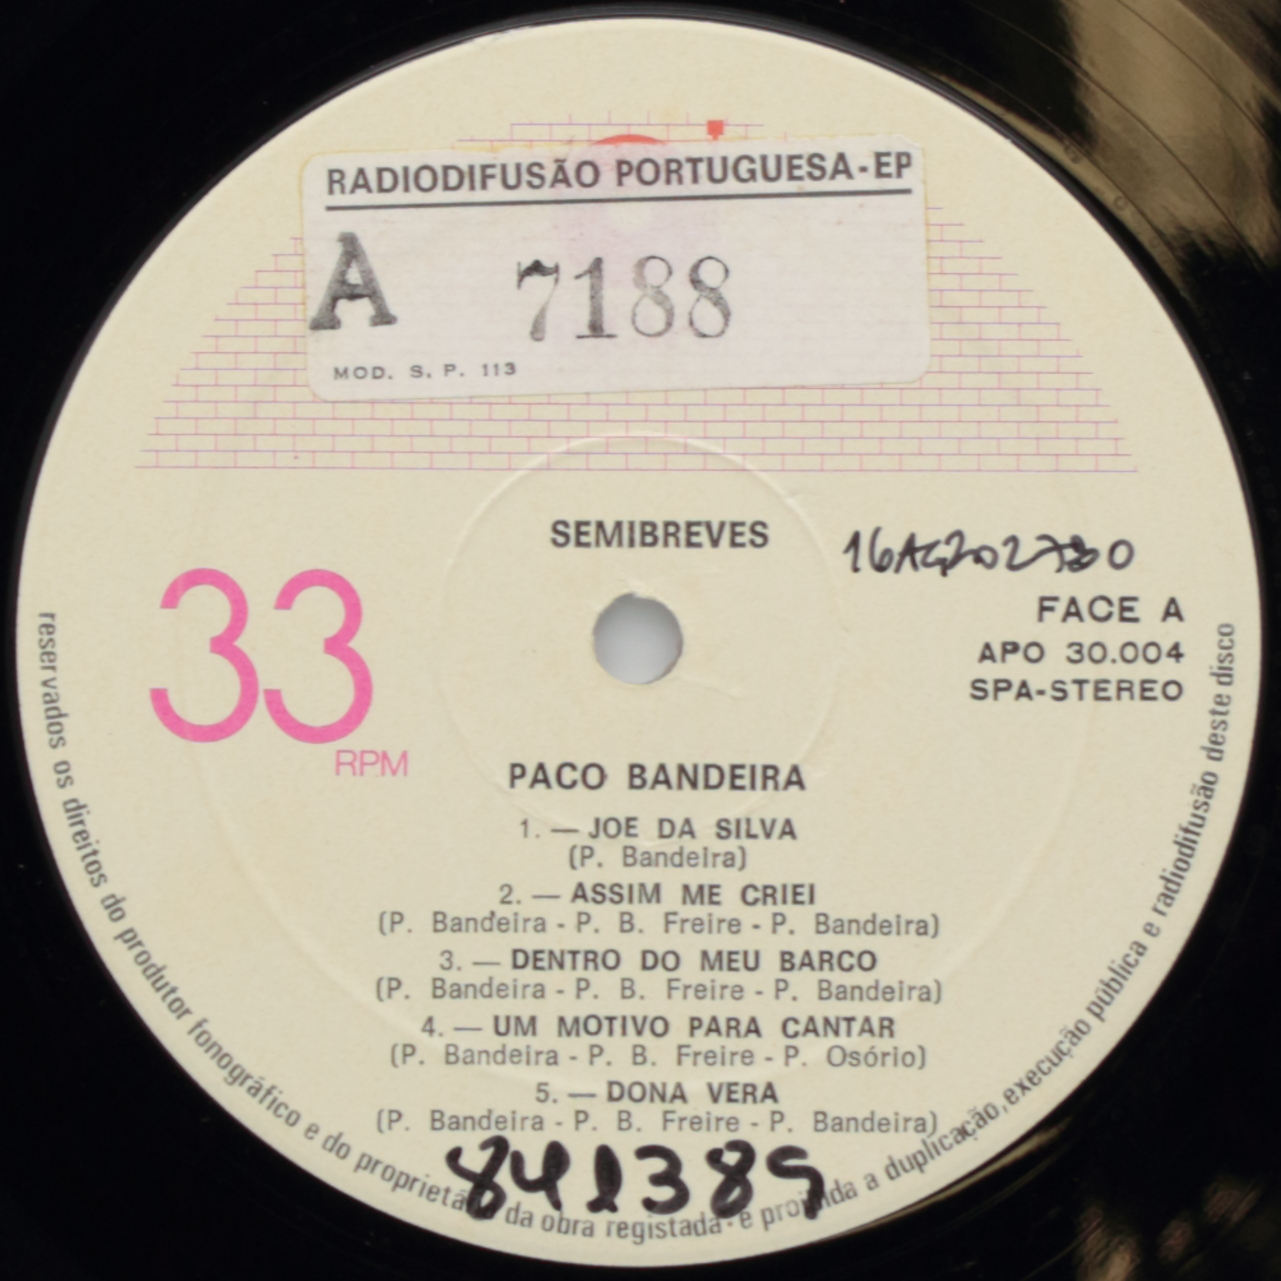 RADIODIFUSÃO PORTUGUESA-EP
A 7188
MOD. S. P. 113
SEMIBREVES
33
RPM
FACE A
APO 30.004
SPA-STEREO
PACO BANDEIRA
1. — JOE DA SILVA
(P. Bandeira)
2. — ASSIM ME CRIEI
(P. Bandeira - P. B. Freire - P. Bandeira)
3. — DENTRO DO MEU BARCO
(P. Bandeira - P. B. Freire - P. Bandeira)
4. — UM MOTIVO PARA CANTAR
(P. Bandeira - P. B. Freire - P. Osório)
5. — DONA VERA
(P. Bandeira - P. B. Freire - P. Bandeira)
reservados os direitos do produtor fonográfico e do proprietário da obra registada · é proibida a duplicação, execução pública e radiodifusão deste disco